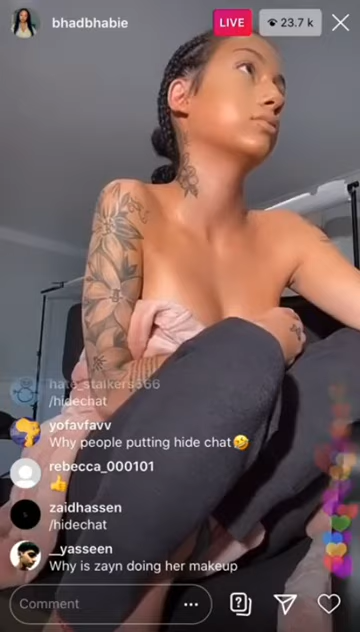 bhadbhabie
LIVE
23.7 k
hate_stalkers666
/hidechat
yofavfavv
Why people putting hide chat🤣
rebecca_000101
👍
zaidhassen
/hidechat
__yasseen
Why is zayn doing her makeup
Comment